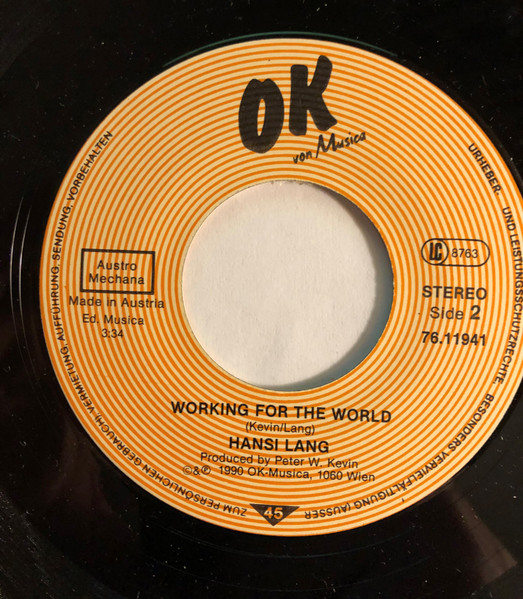 OK
von Musica
Austro
Mechana
Made in Austria
Ed. Musica
3:34
LC 8763
STEREO
Side 2
76.11941
WORKING FOR THE WORLD
(Kevin/Lang)
HANSI LANG
Produced by Peter W. Kevin
©&℗ 1990 OK-Musica, 1060 Wien
45
URHEBER- UND LEISTUNGSSCHUTZRECHTE, BESONDERS VERVIELFÄLTIGUNG (AUSSER ZUM PERSÖNLICHEN GEBRAUCH), VERMIETUNG, AUFFÜHRUNG, SENDUNG, VORBEHALTEN